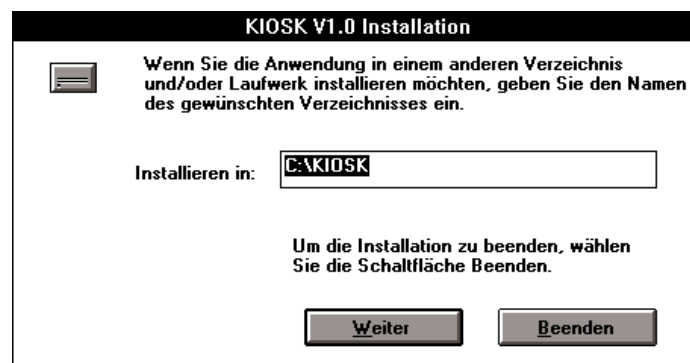 KIOSK V1.0 Installation
Wenn Sie die Anwendung in einem anderen Verzeichnis
und/oder Laufwerk installieren möchten, geben Sie den Namen
des gewünschten Verzeichnisses ein.
Installieren in: C:\KIOSK
Um die Installation zu beenden, wählen
Sie die Schaltfläche Beenden.
Weiter Beenden